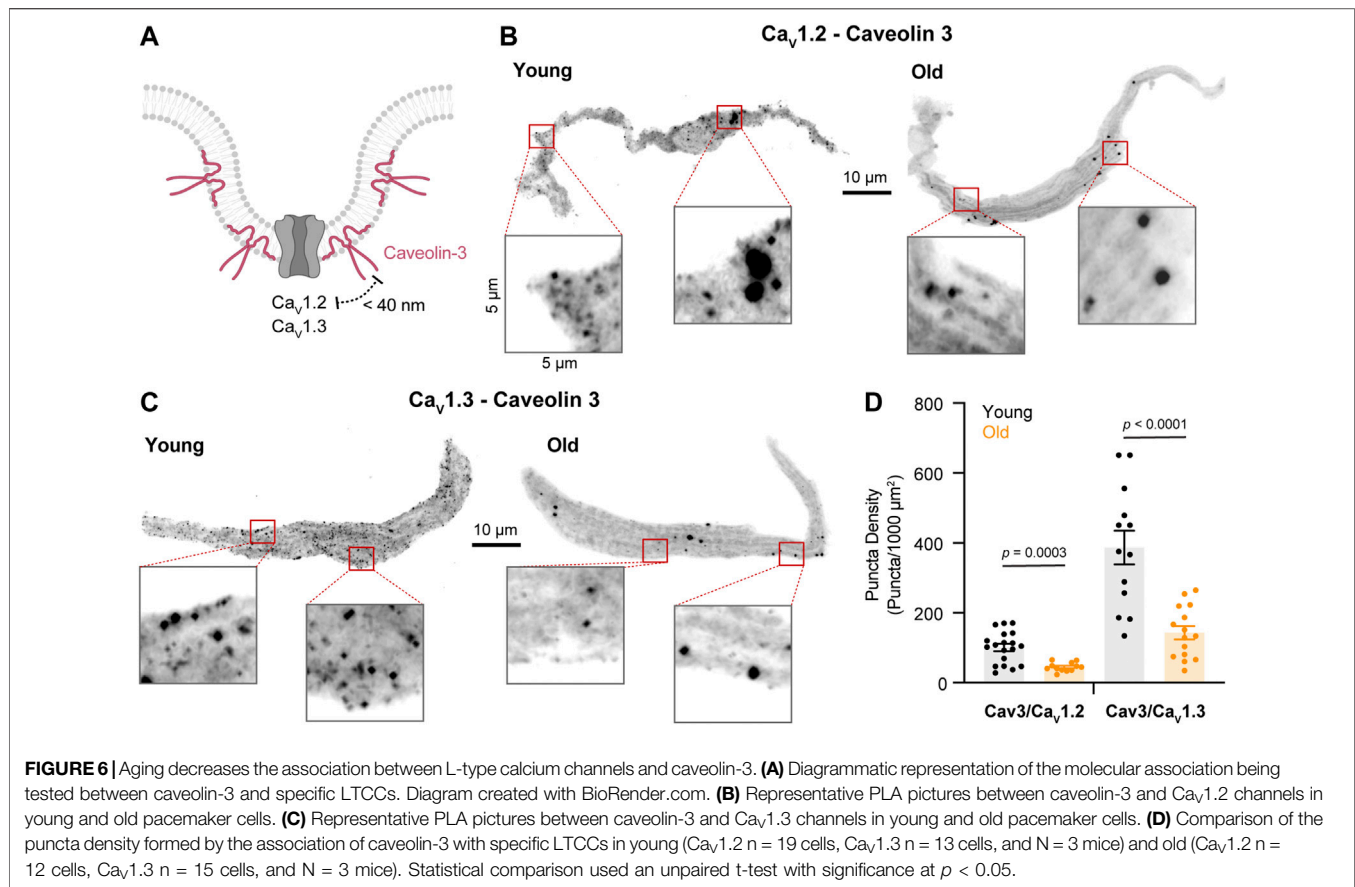 A
Caveolin-3
Caᵥ1.2
< 40 nm
Caᵥ1.3
B
Caᵥ1.2 - Caveolin 3
Young
Old
10 µm
5 µm
5 µm
C
Caᵥ1.3 - Caveolin 3
Young
Old
10 µm
D
Young
Old
Puncta Density
(Puncta/1000 µm²)
800
600
400
200
0
p = 0.0003
p < 0.0001
Cav3/Caᵥ1.2
Cav3/Caᵥ1.3
FIGURE 6 | Aging decreases the association between L-type calcium channels and caveolin-3. (A) Diagrammatic representation of the molecular association being
tested between caveolin-3 and specific LTCCs. Diagram created with BioRender.com. (B) Representative PLA pictures between caveolin-3 and Caᵥ1.2 channels in
young and old pacemaker cells. (C) Representative PLA pictures between caveolin-3 and Caᵥ1.3 channels in young and old pacemaker cells. (D) Comparison of the
puncta density formed by the association of caveolin-3 with specific LTCCs in young (Caᵥ1.2 n = 19 cells, Caᵥ1.3 n = 13 cells, and N = 3 mice) and old (Caᵥ1.2 n =
12 cells, Caᵥ1.3 n = 15 cells, and N = 3 mice). Statistical comparison used an unpaired t-test with significance at p < 0.05.